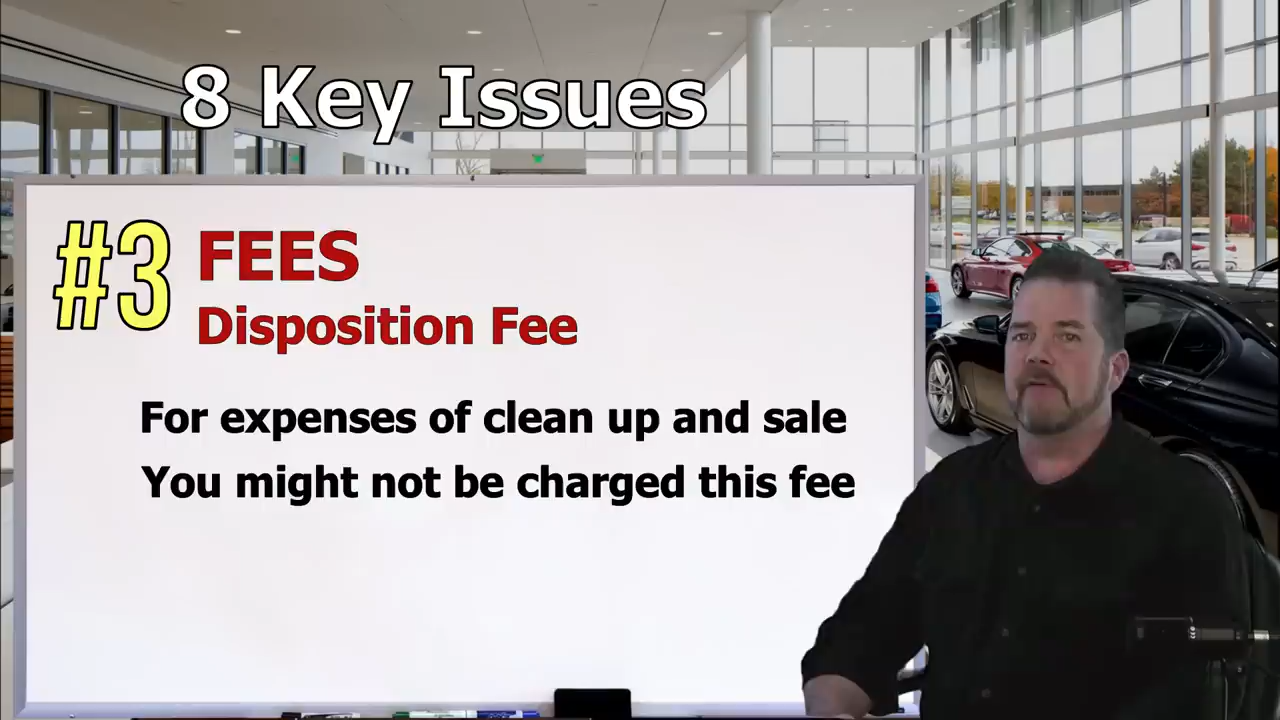 8 Key Issues
#3 FEES
Disposition Fee
For expenses of clean up and sale
You might not be charged this fee